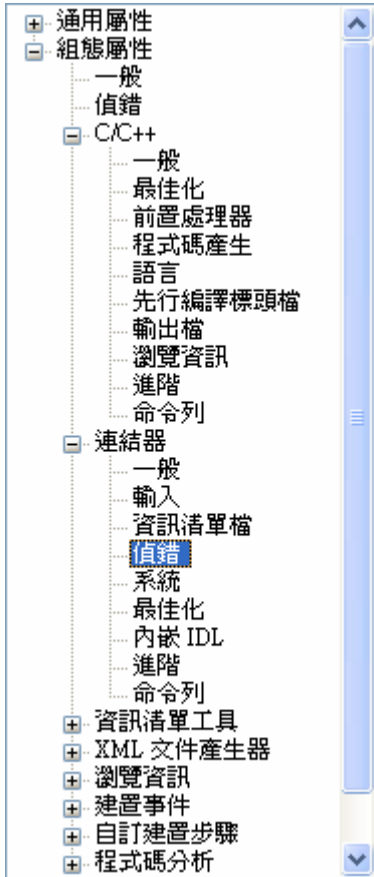 通用屬性
組態屬性
一般
偵錯
C/C++
一般
最佳化
前置處理器
程式碼產生
語言
先行編譯標頭檔
輸出檔
瀏覽資訊
進階
命令列
連結器
一般
輸入
資訊清單檔
偵錯
系統
最佳化
內嵌 IDL
進階
命令列
資訊清單工具
XML 文件產生器
瀏覽資訊
建置事件
自訂建置步驟
程式碼分析